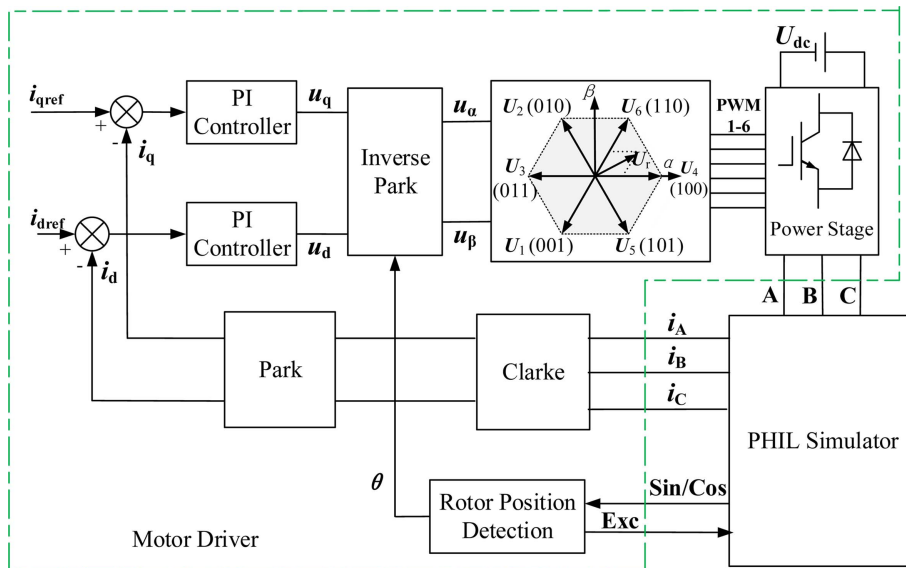 U_dc
i_qref
+
-
PI
Controller
u_q
i_q
Inverse
Park
u_α
β
U_2 (010)
U_6 (110)
U_r
α
U_3
(011)
U_4
(100)
U_1 (001)
U_5 (101)
PWM
1-6
Power Stage
i_dref
+
-
PI
Controller
u_d
i_d
u_β
A
B
C
Park
Clarke
i_A
i_B
i_C
PHIL Simulator
θ
Rotor Position
Detection
Sin/Cos
Exc
Motor Driver